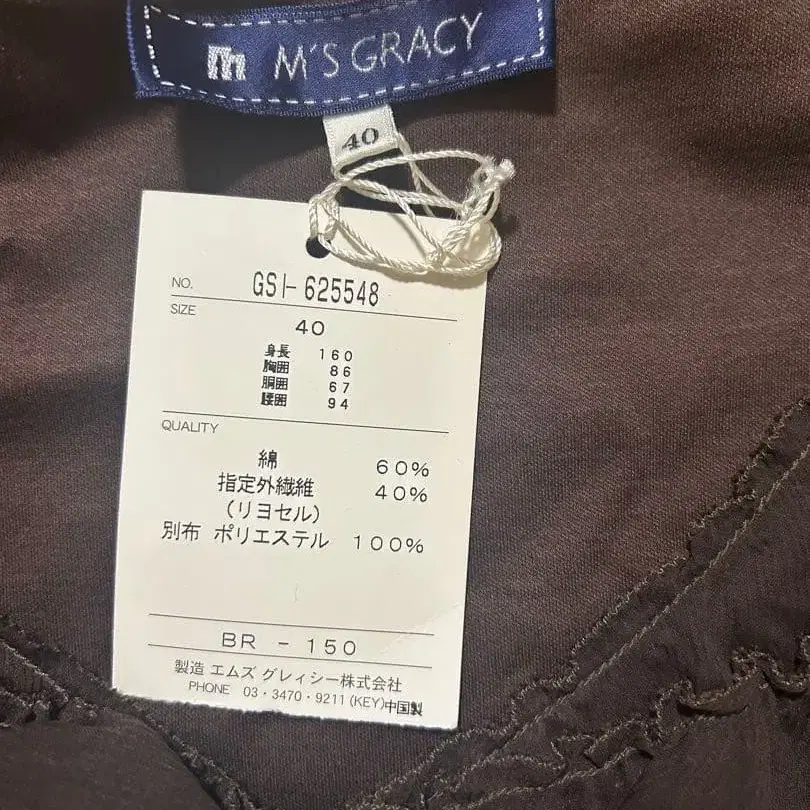 M'S GRACY
40
NO. GSI-625548
SIZE
40
身長 160
胸囲 86
胴囲 67
腰囲 94
QUALITY
綿 60%
指定外繊維 40%
(リヨセル)
別布 ポリエステル 100%
BR - 150
製造 エムズ グレィシー株式会社
PHONE 03・3470・9211(KEY)中国製